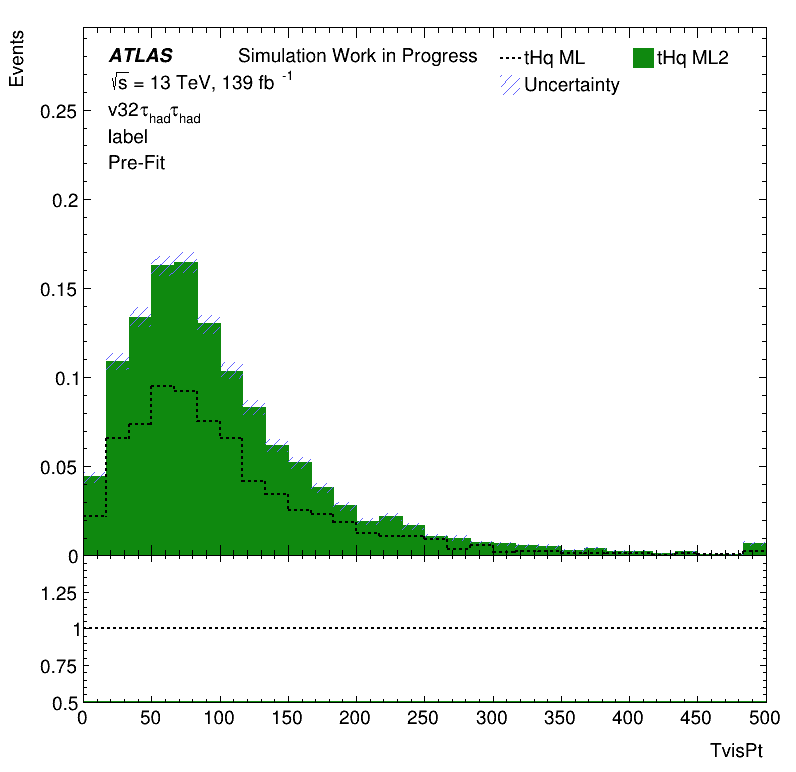 Events
ATLAS Simulation Work in Progress
√s = 13 TeV, 139 fb⁻¹
v32τhadτhad
label
Pre-Fit
tHq ML
tHq ML2
Uncertainty
0.25
0.2
0.15
0.1
0.05
0
1.25
1
0.75
0.5
0 50 100 150 200 250 300 350 400 450 500
TvisPt